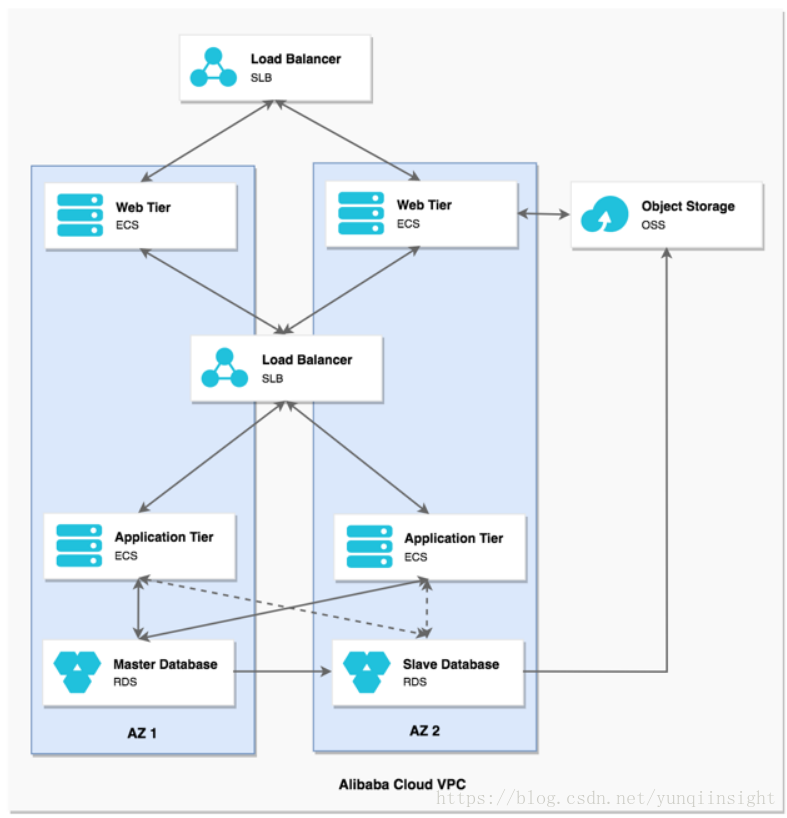 Load Balancer
SLB
Web Tier
ECS
Web Tier
ECS
Object Storage
OSS
Load Balancer
SLB
Application Tier
ECS
Application Tier
ECS
Master Database
RDS
Slave Database
RDS
AZ 1
AZ 2
Alibaba Cloud VPC
https://blog.csdn.net/yunqiinsight